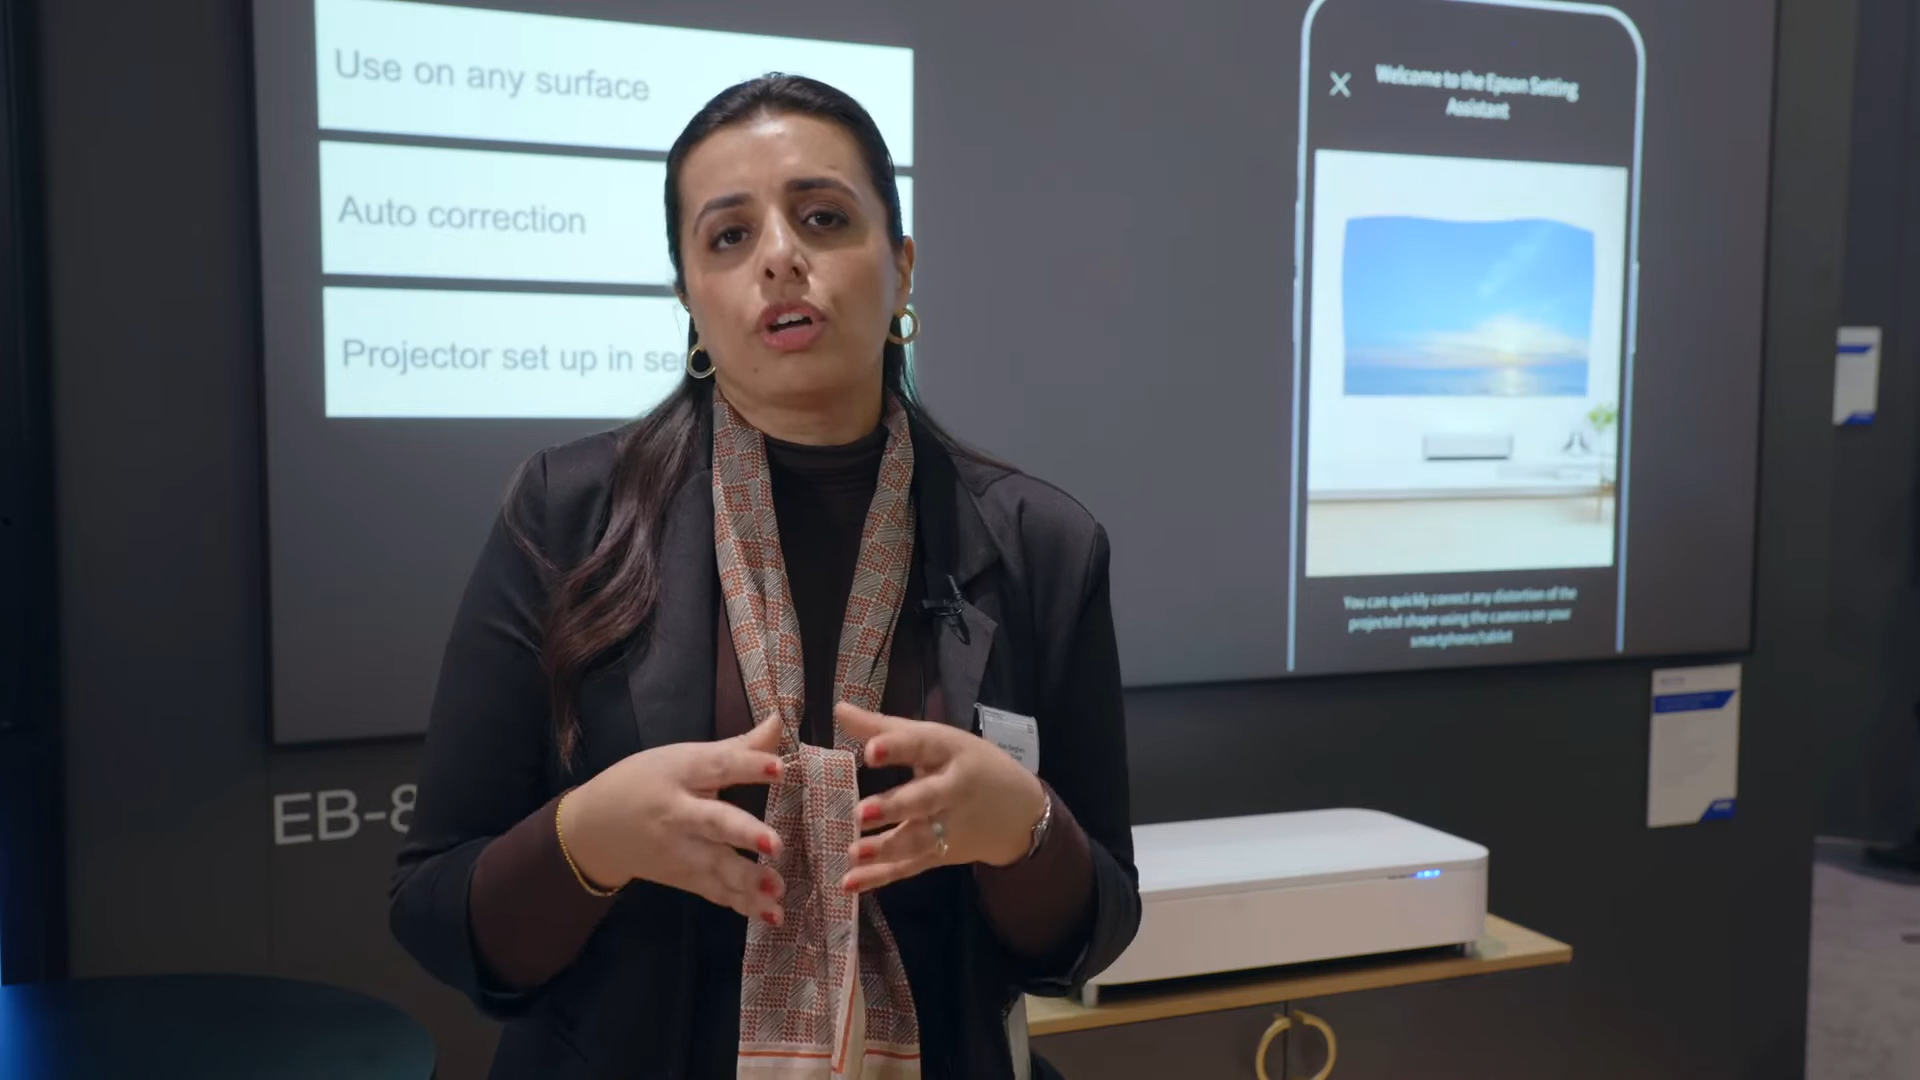 Use on any surface
Auto correction
Projector set up in sec
Welcome to the Epson Setting
Assistant
You can quickly correct any distortion of the
projected shape using the camera on your
smartphone/tablet
EB-8